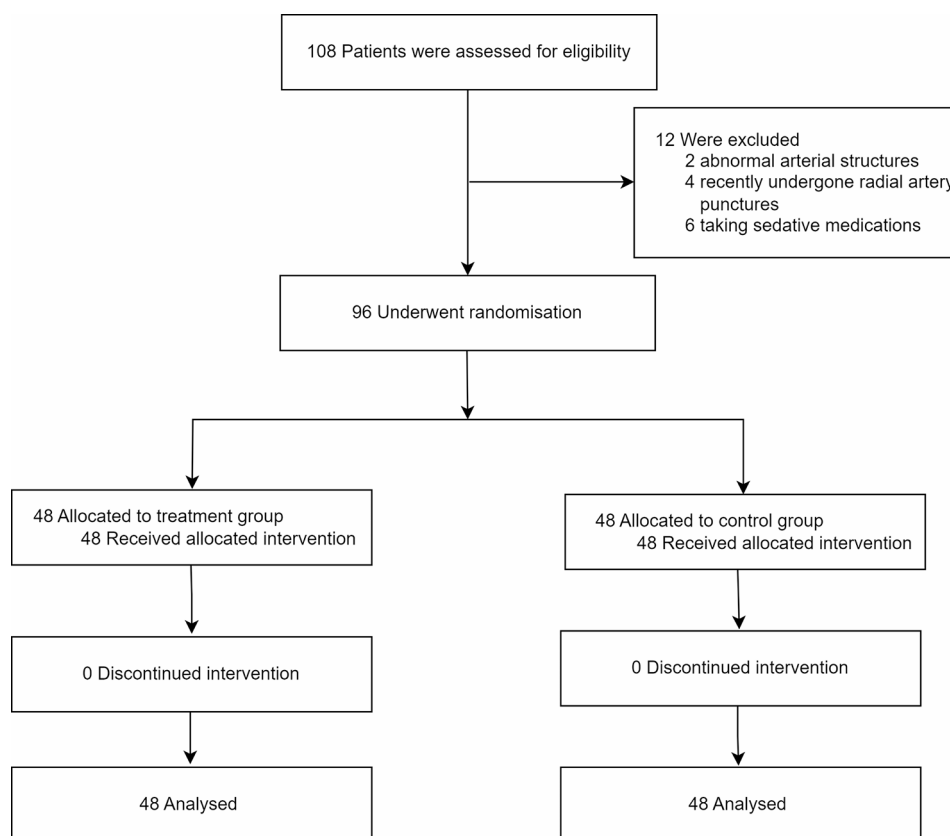 108 Patients were assessed for eligibility
12 Were excluded
2 abnormal arterial structures
4 recently undergone radial artery
punctures
6 taking sedative medications
96 Underwent randomisation
48 Allocated to treatment group
48 Received allocated intervention
48 Allocated to control group
48 Received allocated intervention
0 Discontinued intervention
0 Discontinued intervention
48 Analysed
48 Analysed